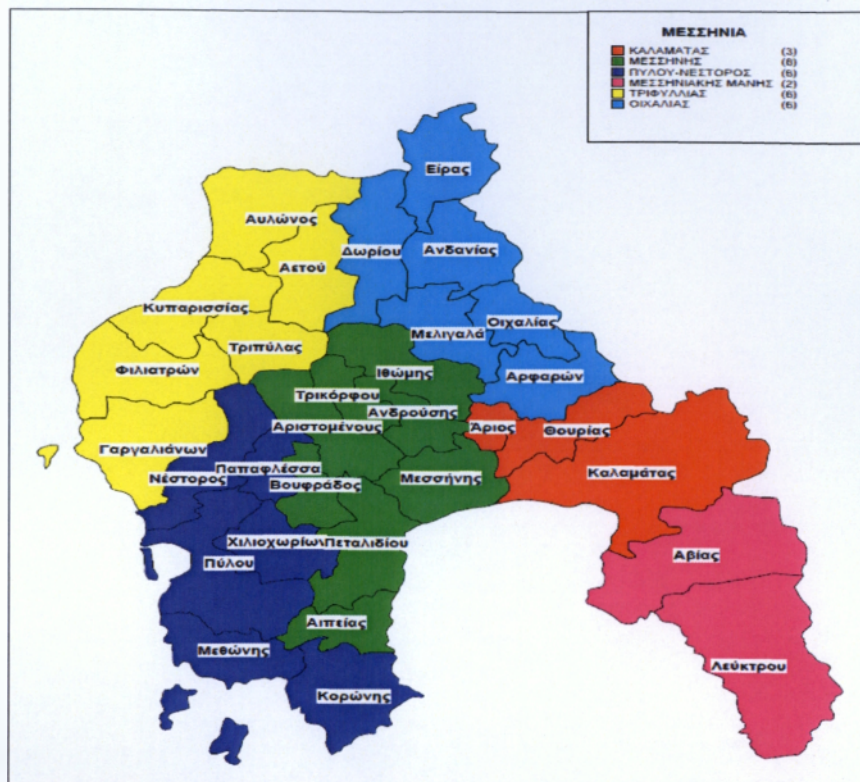 ΜΕΣΣΗΝΙΑ
ΚΑΛΑΜΑΤΑΣ (3)
ΜΕΣΣΗΝΗΣ (8)
ΠΥΛΟΥ-ΝΕΣΤΟΡΟΣ (6)
ΜΕΣΣΗΝΙΑΚΗΣ ΜΑΝΗΣ (2)
ΤΡΙΦΥΛΛΙΑΣ (6)
ΟΙΧΑΛΙΑΣ (6)
Είρας
Αυλώνος
Δωρίου
Ανδανίας
Αετού
Κυπαρισσίας
Μελιγαλά
Οιχαλίας
Τριπύλας
Φιλιατρών
Ιθώμης
Αρφαρών
Τρικόρφου
Ανδρούσης
Αριστομένους
Άριος
Θουρίας
Γαργαλιάνων
Νέστορος
Παπαφλέσσα
Βουφράδος
Μεσσήνης
Καλαμάτας
Χιλιοχωρίων
Πεταλιδίου
Πύλου
Αβίας
Αιπείας
Μεθώνης
Κορώνης
Λεύκτρου